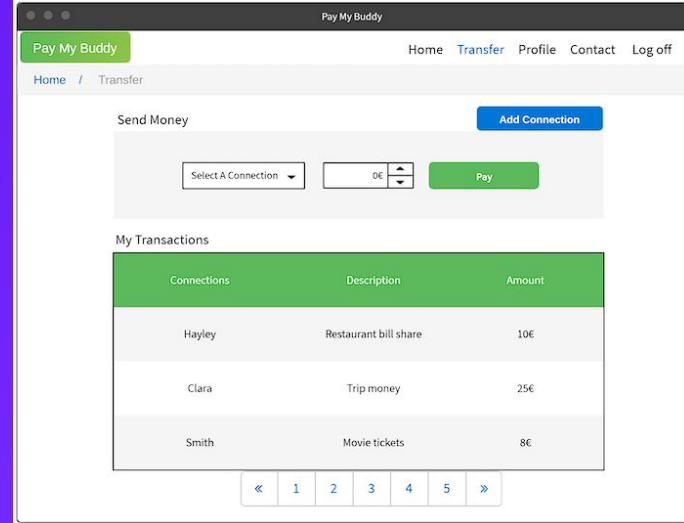 Pay My Buddy
Pay My Buddy Home Transfer Profile Contact Log off
Home / Transfer
Send Money Add Connection
Select A Connection 0€ Pay
My Transactions
Connections Description Amount
Hayley Restaurant bill share 10€
Clara Trip money 25€
Smith Movie tickets 8€
« 1 2 3 4 5 »